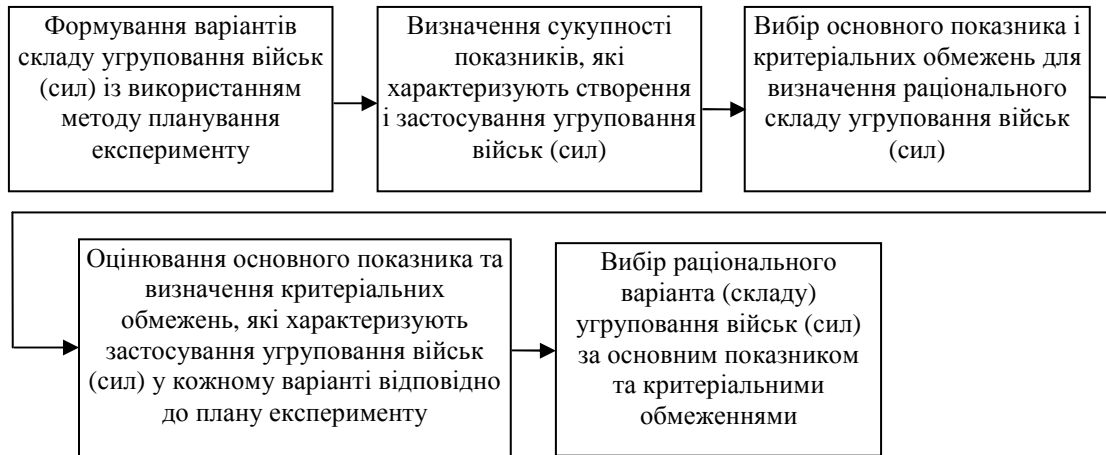 Формування варіантів
складу угруповання військ
(сил) із використанням
методу планування
експерименту
Визначення сукупності
показників, які
характеризують створення
і застосування угруповання
військ (сил)
Вибір основного показника і
критеріальних обмежень для
визначення раціонального
складу угруповання військ
(сил)
Оцінювання основного показника та
визначення критеріальних
обмежень, які характеризують
застосування угруповання військ
(сил) у кожному варіанті відповідно
до плану експерименту
Вибір раціонального
варіанта (складу)
угруповання військ (сил)
за основним показником
та критеріальними
обмеженнями